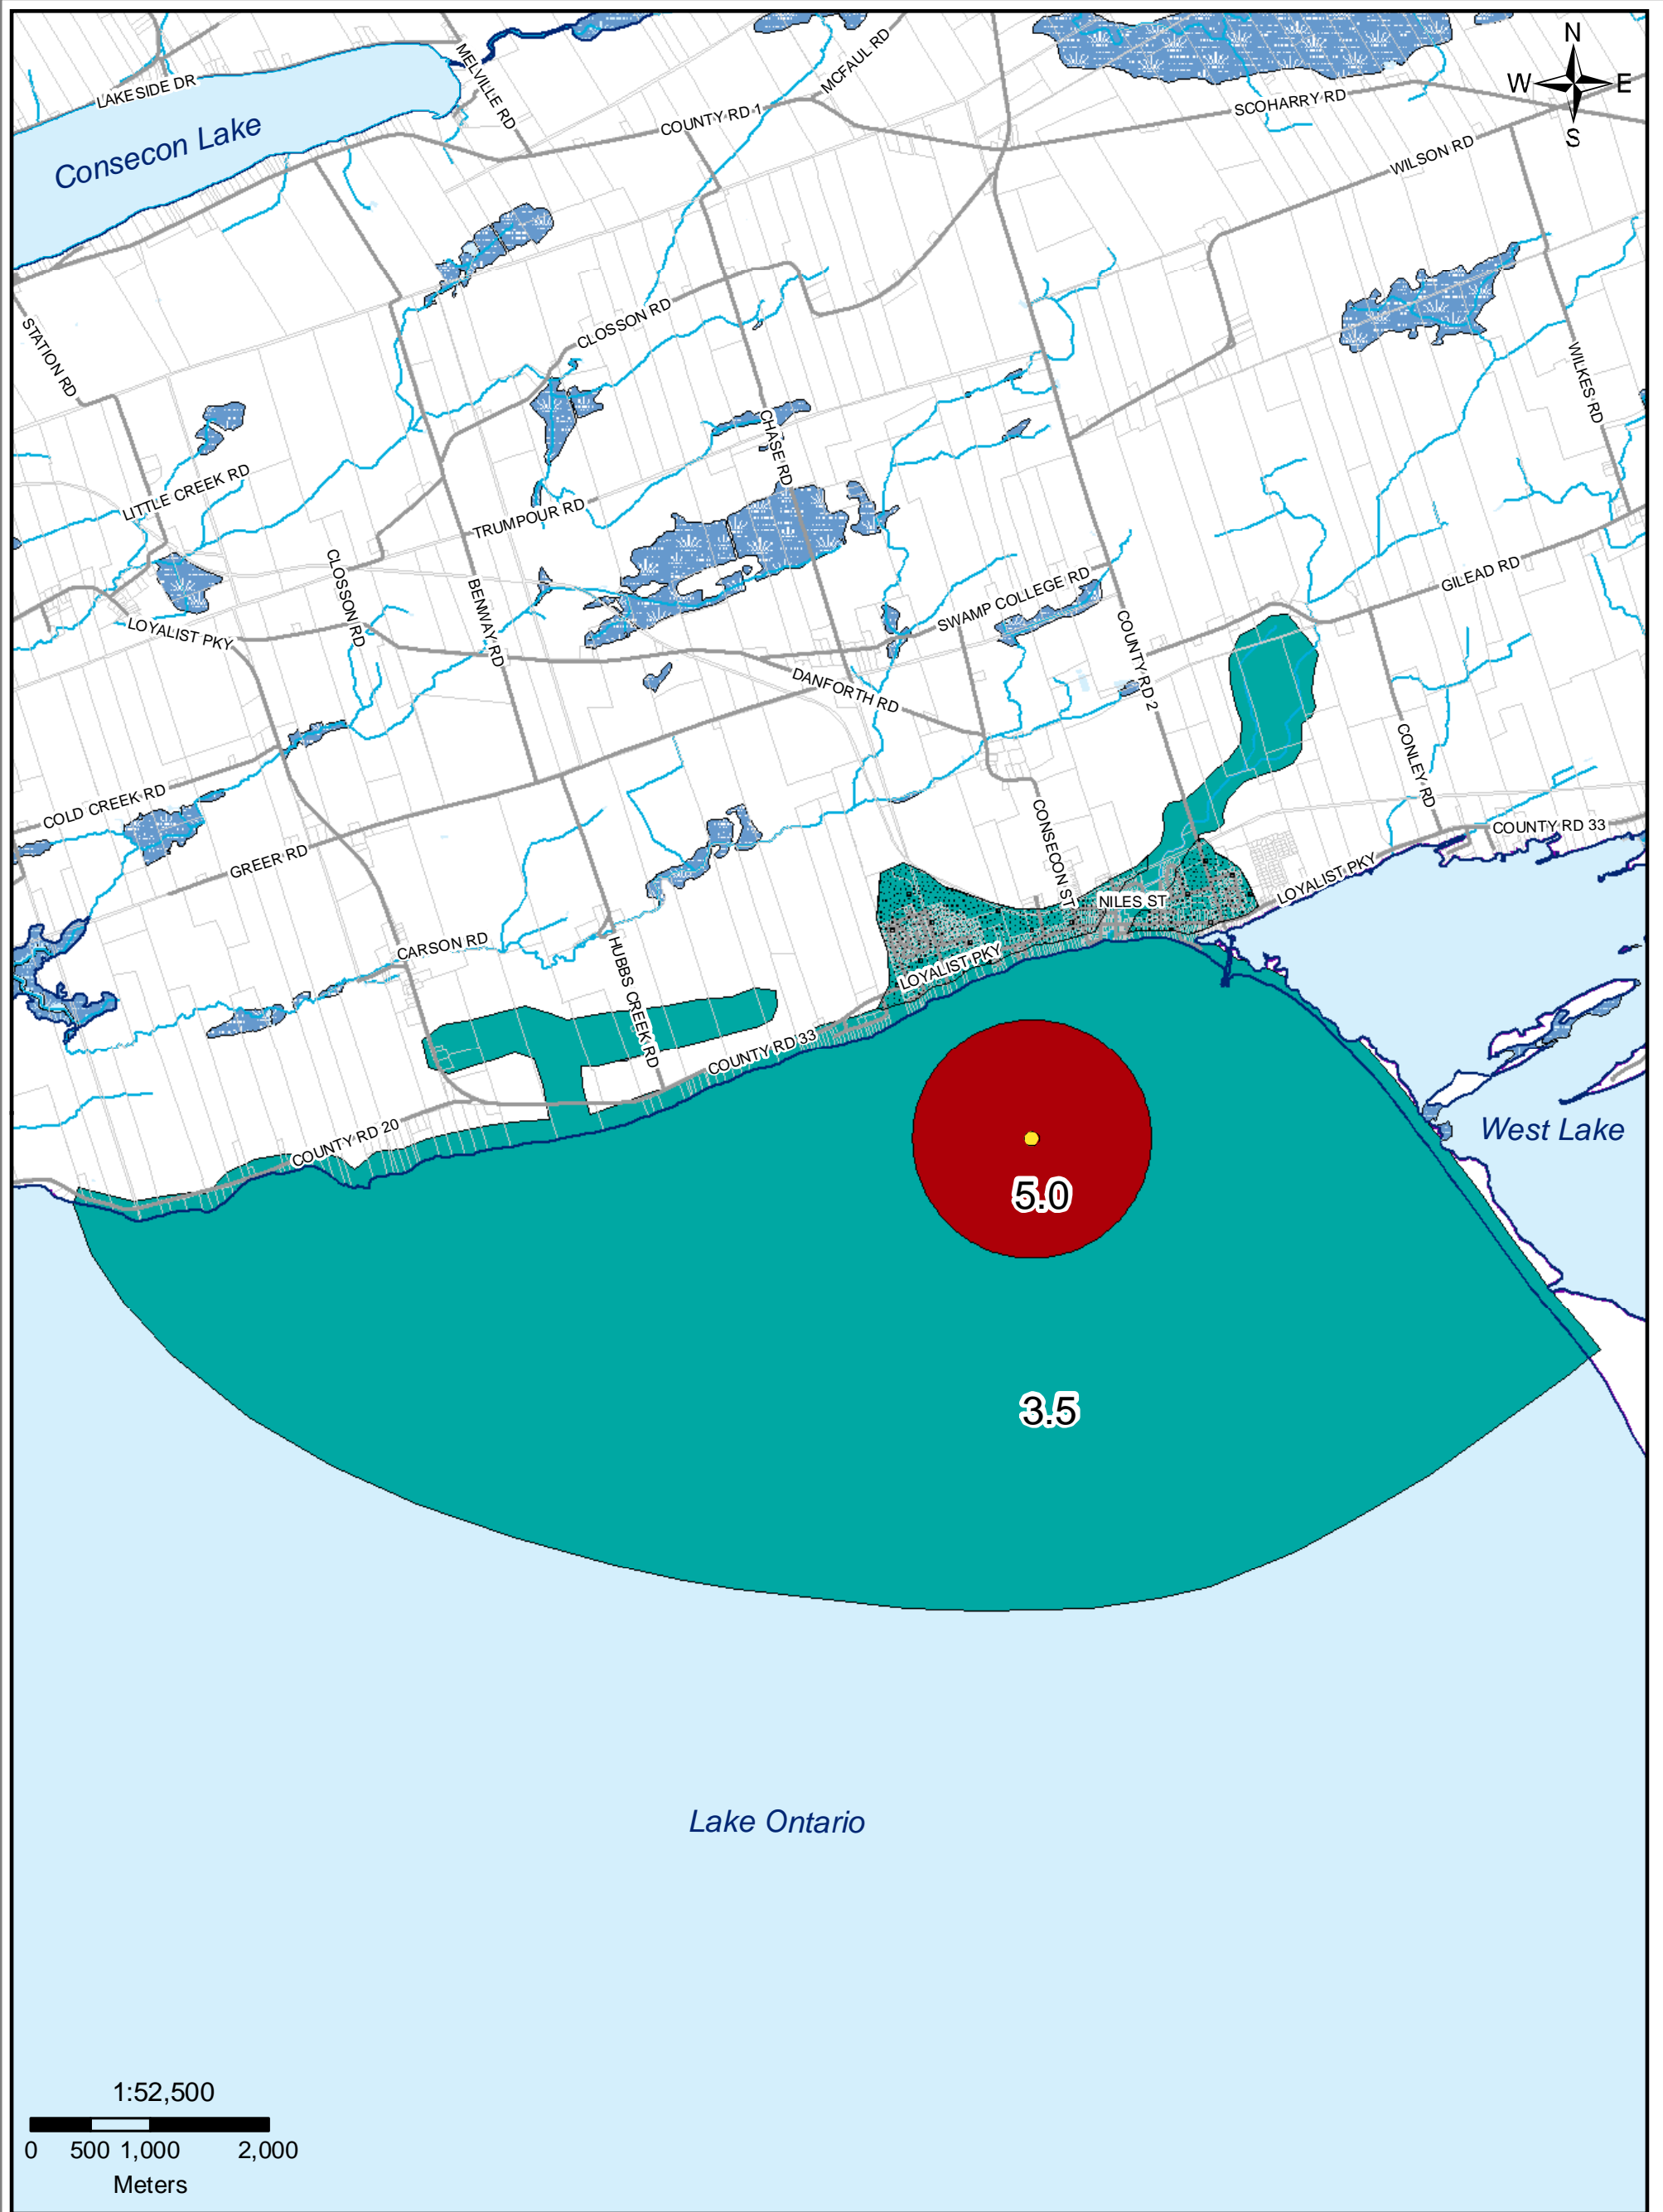 N
W E
S
LAKESIDE DR
MELVILLE RD
MCFAUL RD
COUNTY RD 1
SCOHARRY RD
Consecon Lake
WILSON RD
STATION RD
CLOSSON RD
WILKES RD
CHASE RD
LITTLE CREEK RD
TRUMPOUR RD
CLOSSON RD
BENWAY RD
SWAMP COLLEGE RD
GILEAD RD
LOYALIST PKY
COUNTY RD 2
DANFORTH RD
CONLEY RD
COLD CREEK RD
CONSECON ST
COUNTY RD 33
GREER RD
LOYALIST PKY
NILES ST
CARSON RD
HUBBS CREEK RD
LOYALIST PKY
COUNTY RD 33
COUNTY RD 20
West Lake
5.0
3.5
Lake Ontario
1:52,500
0 500 1,000 2,000
Meters